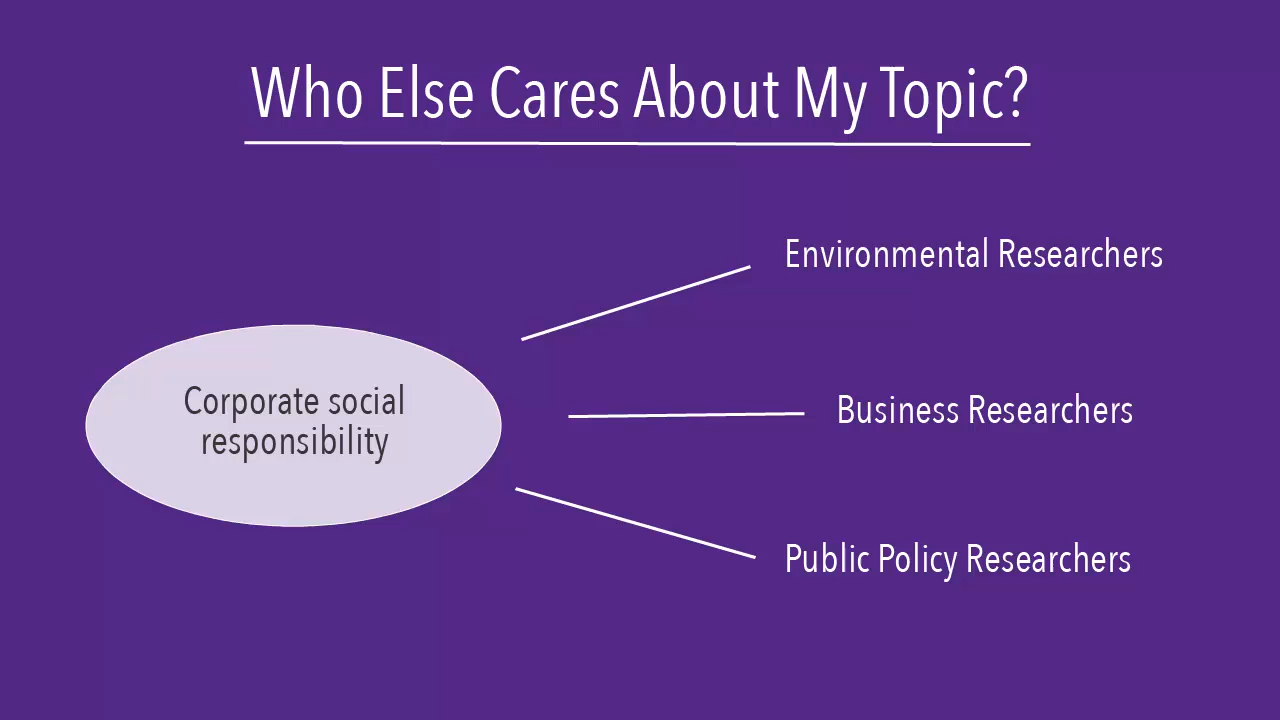 Who Else Cares About My Topic?
Environmental Researchers
Corporate social
responsibility
Business Researchers
Public Policy Researchers